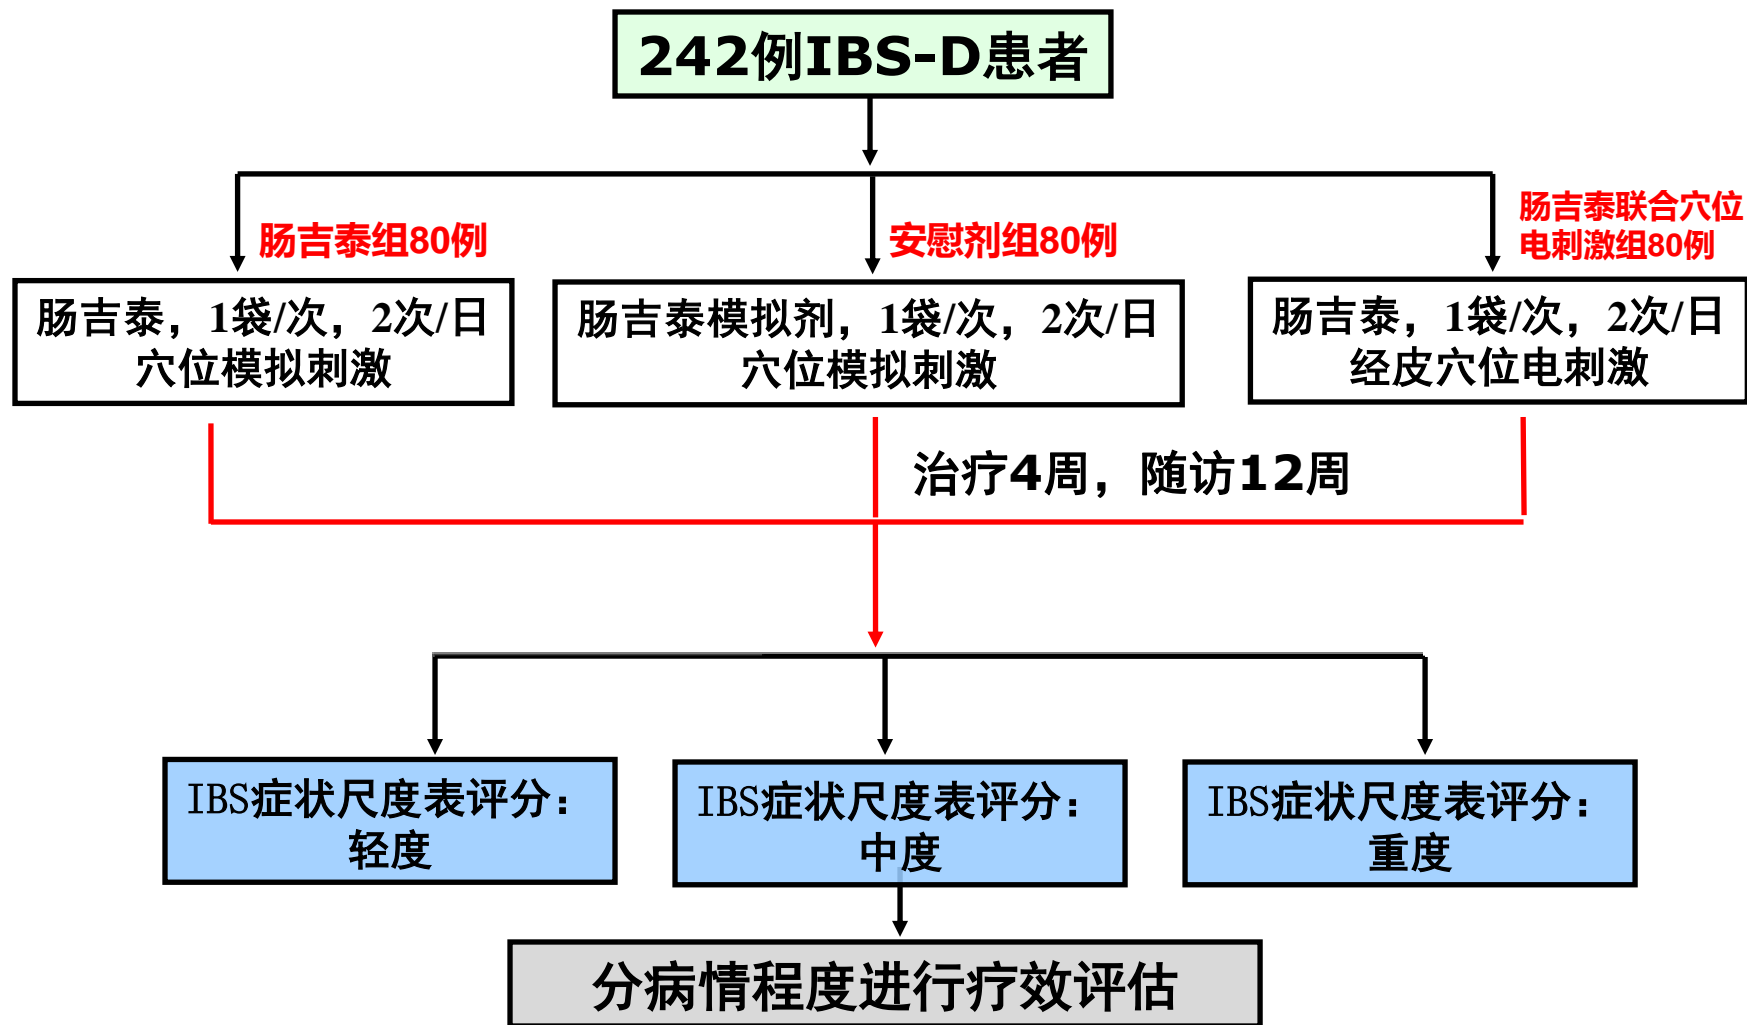 242例IBS-D患者
肠吉泰组80例
安慰剂组80例
肠吉泰联合穴位
电刺激组80例
肠吉泰，1袋/次，2次/日
穴位模拟刺激
肠吉泰模拟剂，1袋/次，2次/日
穴位模拟刺激
肠吉泰，1袋/次，2次/日
经皮穴位电刺激
治疗4周，随访12周
IBS症状尺度表评分：
轻度
IBS症状尺度表评分：
中度
IBS症状尺度表评分：
重度
分病情程度进行疗效评估